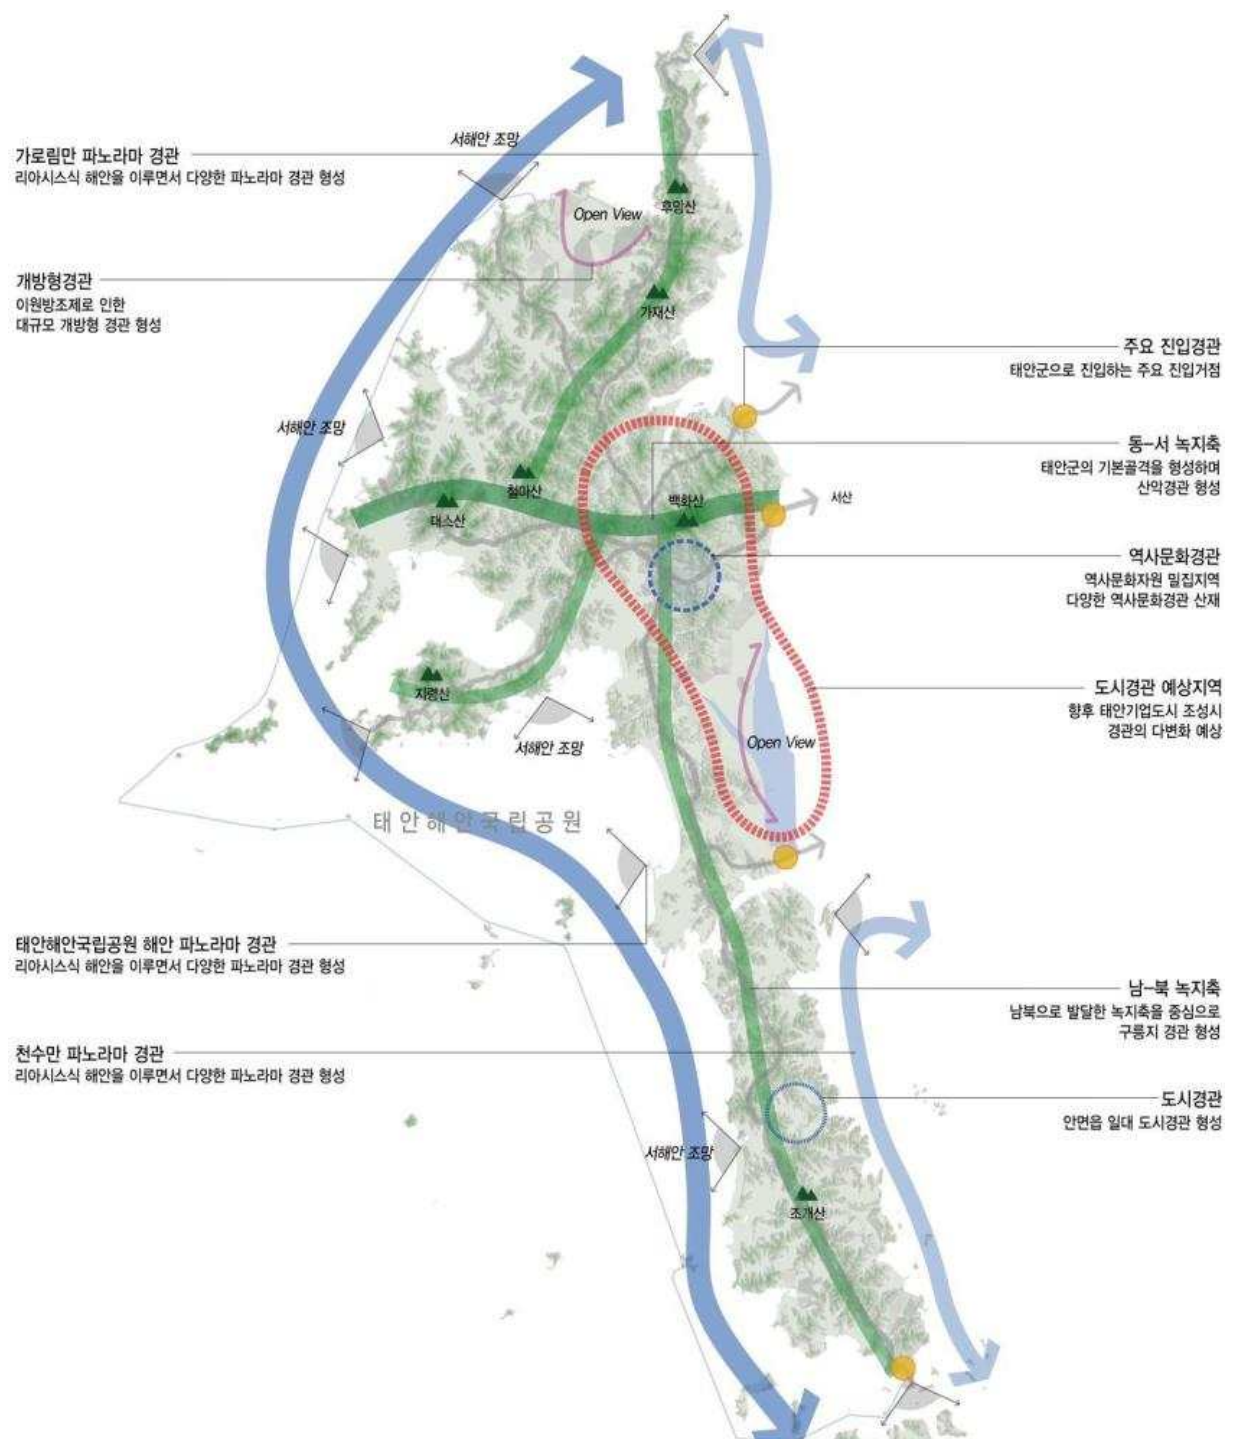 서해안 조망
가로림만 파노라마 경관
리아시스식 해안을 이루면서 다양한 파노라마 경관 형성
Open View
후망산
개방형경관
이원방조제로 인한
대규모 개방형 경관 형성
가재산
주요 진입경관
태안군으로 진입하는 주요 진입거점
서해안 조망
동-서 녹지축
태안군의 기본골격을 형성하며
산악경관 형성
철마산
대소산
백화산
서산
역사문화경관
역사문화자원 밀집지역
다양한 역사문화경관 산재
지령산
도시경관 예상지역
향후 태안기업도시 조성시
경관의 다변화 예상
서해안 조망
Open View
태안해안국립공원
태안해안국립공원 해안 파노라마 경관
리아시스식 해안을 이루면서 다양한 파노라마 경관 형성
남-북 녹지축
남북으로 발달한 녹지축을 중심으로
구릉지 경관 형성
천수만 파노라마 경관
리아시스식 해안을 이루면서 다양한 파노라마 경관 형성
도시경관
안면읍 일대 도시경관 형성
서해안 조망
조개산